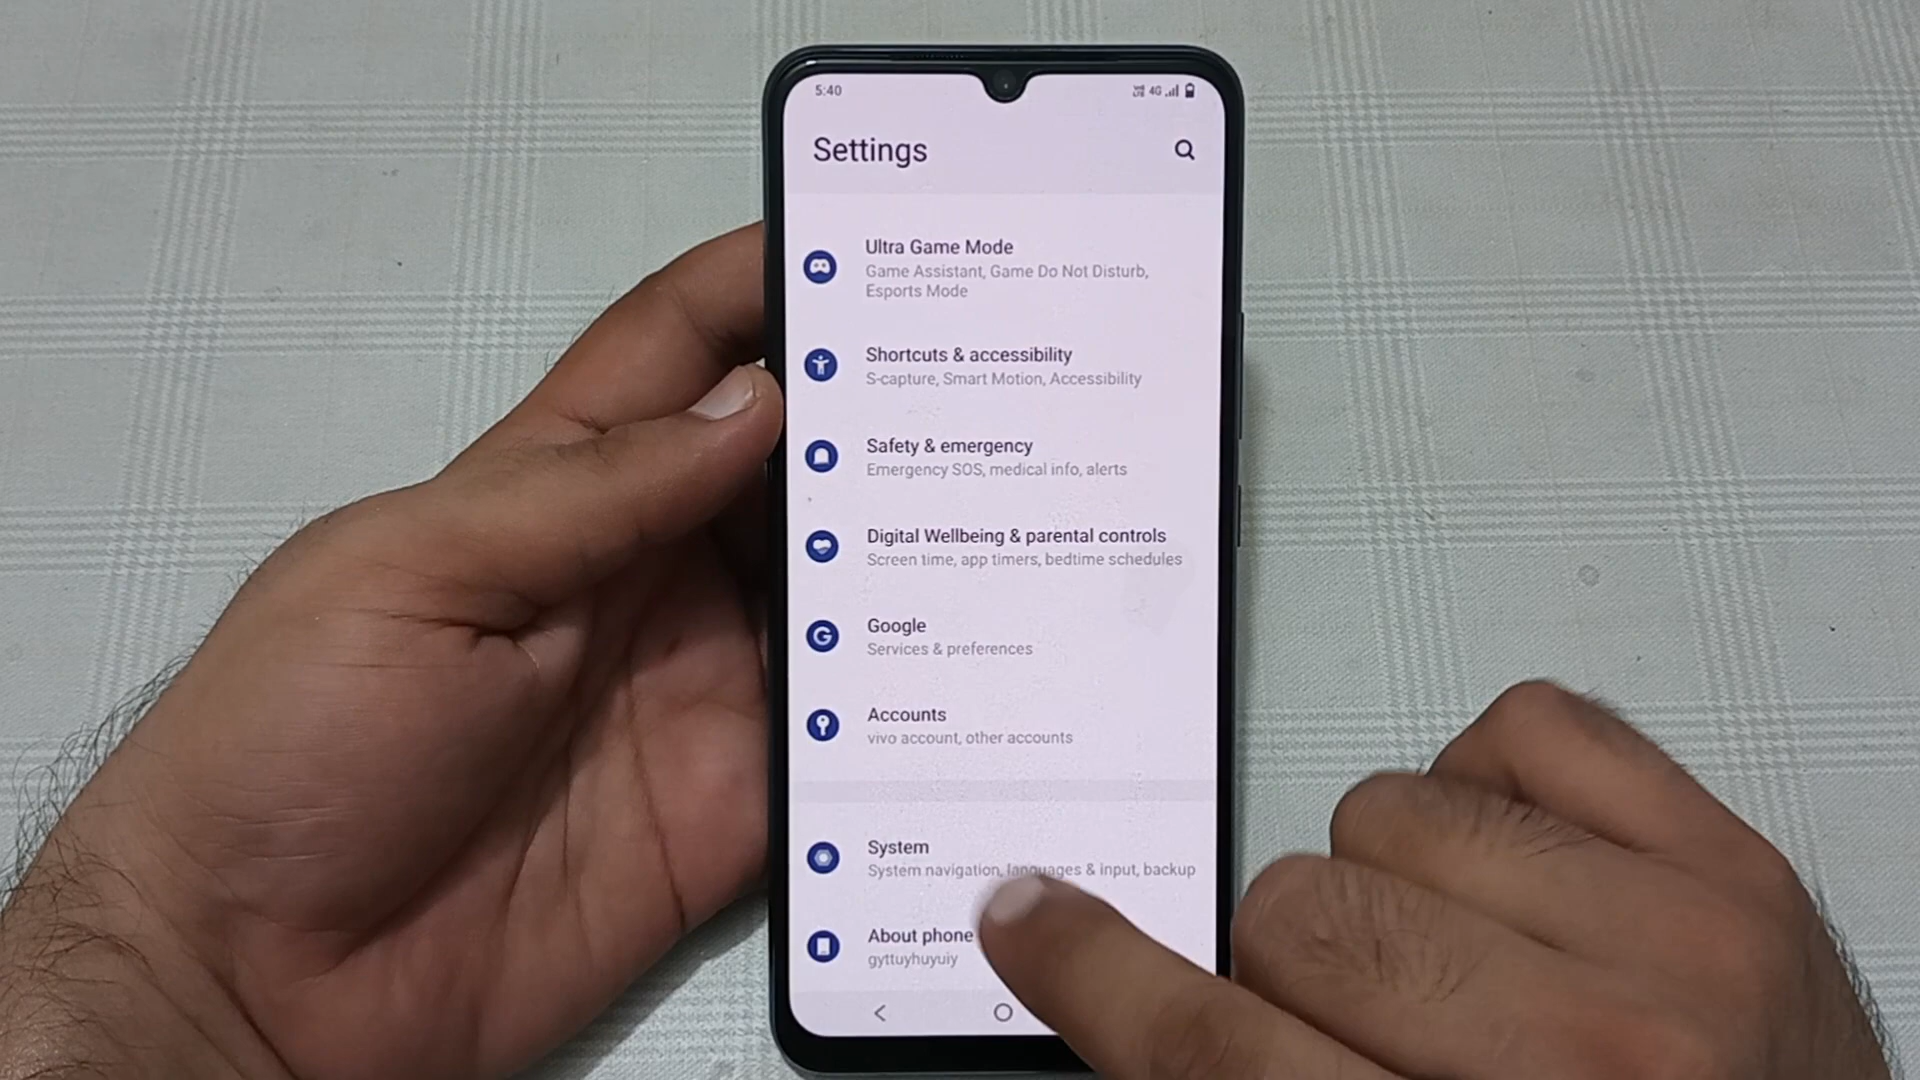 5:40
4G
Settings
Ultra Game Mode
Game Assistant, Game Do Not Disturb,
Esports Mode
Shortcuts & accessibility
S-capture, Smart Motion, Accessibility
Safety & emergency
Emergency SOS, medical info, alerts
Digital Wellbeing & parental controls
Screen time, app timers, bedtime schedules
Google
Services & preferences
Accounts
vivo account, other accounts
System
System navigation, languages & input, backup
About phone
gyttuyhuyuiy